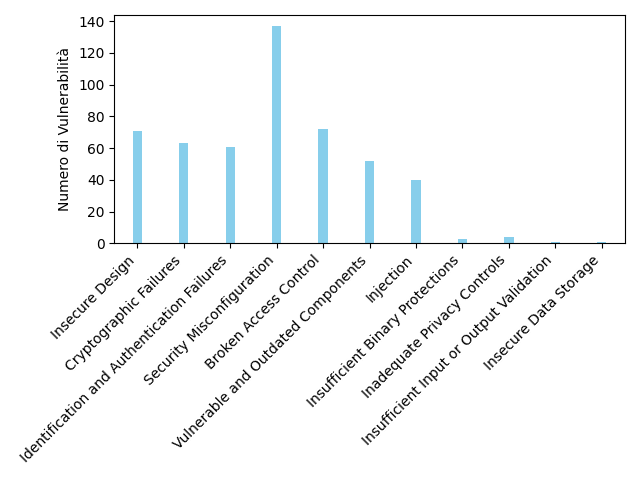 Numero di Vulnerabilità
140
120
100
80
60
40
20
0
Insecure Design
Cryptographic Failures
Identification and Authentication Failures
Security Misconfiguration
Broken Access Control
Vulnerable and Outdated Components
Injection
Insufficient Binary Protections
Inadequate Privacy Controls
Insufficient Input or Output Validation
Insecure Data Storage